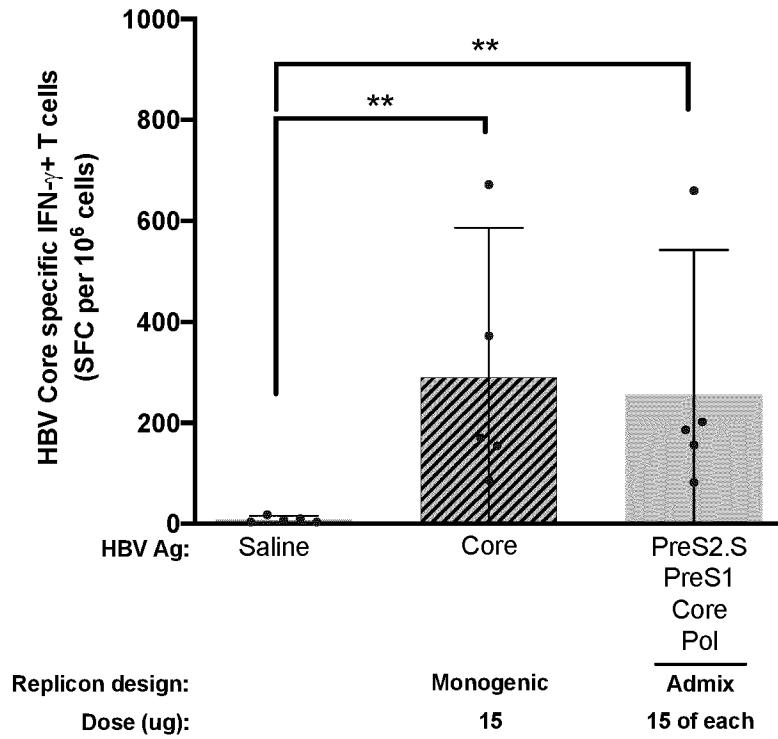 HBV Core specific IFN-γ+ T cells
(SFC per 10⁶ cells)
1000
800
600
400
200
0
**
**
HBV Ag: Saline Core PreS2.S
PreS1
Core
Pol
Replicon design: Monogenic Admix
Dose (ug): 15 15 of each